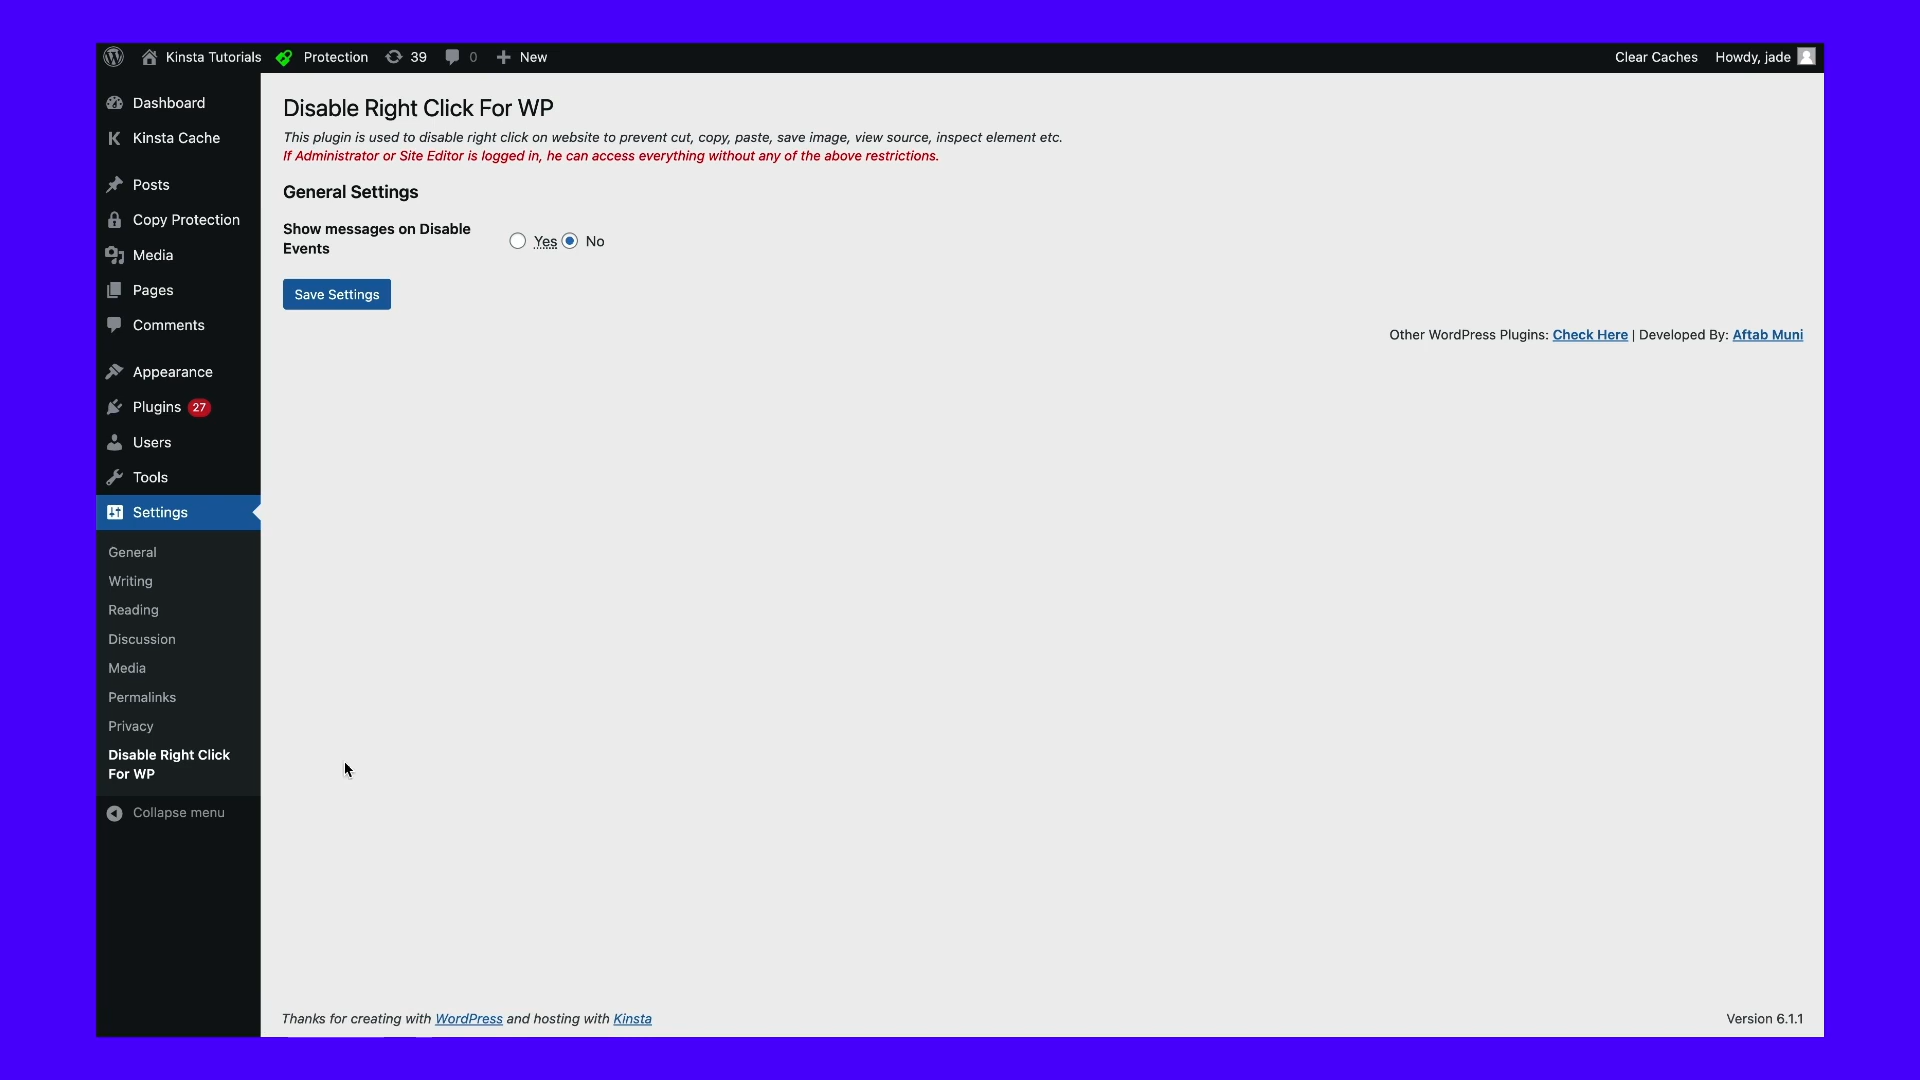 Kinsta Tutorials Protection 39 0 New Clear Caches Howdy, jade
Dashboard
Kinsta Cache
Posts
Copy Protection
Media
Pages
Comments
Appearance
Plugins 27
Users
Tools
Settings
General
Writing
Reading
Discussion
Media
Permalinks
Privacy
Disable Right Click
For WP
Collapse menu
Disable Right Click For WP
This plugin is used to disable right click on website to prevent cut, copy, paste, save image, view source, inspect element etc.
If Administrator or Site Editor is logged in, he can access everything without any of the above restrictions.
General Settings
Show messages on Disable
Events
Yes No
Save Settings
Other WordPress Plugins: Check Here | Developed By: Aftab Muni
Thanks for creating with WordPress and hosting with Kinsta
Version 6.1.1